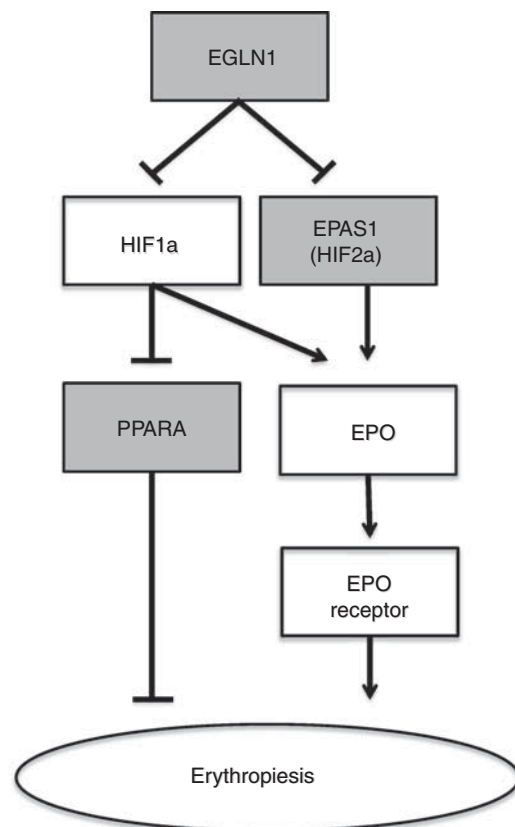 EGLN1
HIF1a
EPAS1
(HIF2a)
PPARA
EPO
EPO
receptor
Erythropiesis